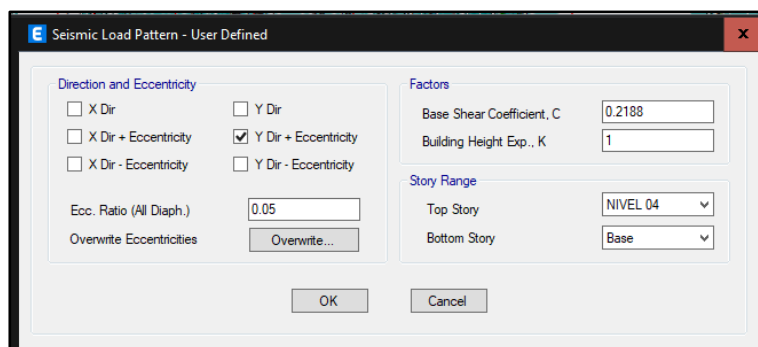 E Seismic Load Pattern - User Defined x
Direction and Eccentricity
X Dir Y Dir
X Dir + Eccentricity Y Dir + Eccentricity
X Dir - Eccentricity Y Dir - Eccentricity
Ecc. Ratio (All Diaph.) 0.05
Overwrite Eccentricities Overwrite...
Factors
Base Shear Coefficient, C 0.2188
Building Height Exp., K 1
Story Range
Top Story NIVEL 04
Bottom Story Base
OK Cancel